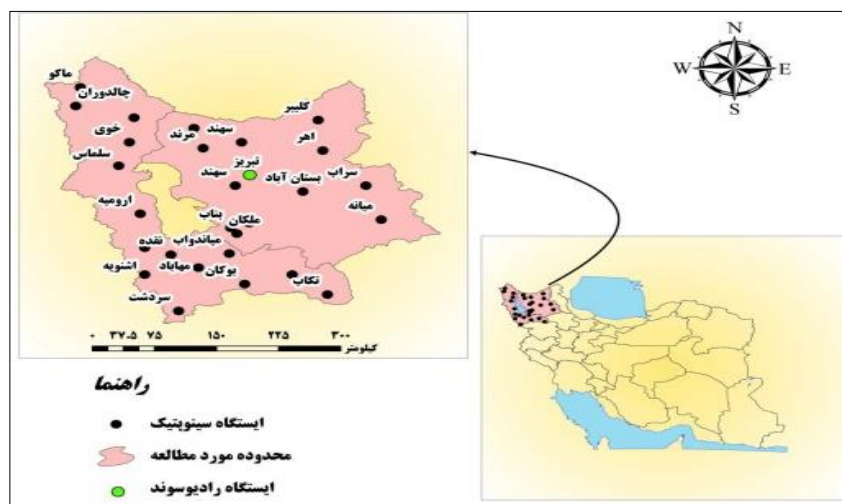 N
W E
S
ماکو
چالدوران
کلیبر
خوی
مرند
سهند
اهر
سلماس
تبریز
سهند
بستان آباد
سراب
ارومیه
بناب
ملکان
میانه
نقده
میاندواب
اشنویه
مهاباد
بوکان
تکاب
سردشت
۰ ۳۷.۵ ۷۵ ۱۵۰ ۲۲۵ ۳۰۰
کیلومتر
راهنما
ایستگاه سینوپتیک
محدوده مورد مطالعه
ایستگاه رادیوسوند